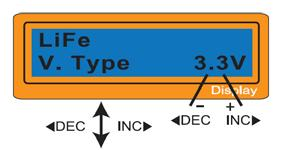 LiFe
V. Type 3.3V
Display
- +
◀DEC INC▶ ◀DEC INC▶